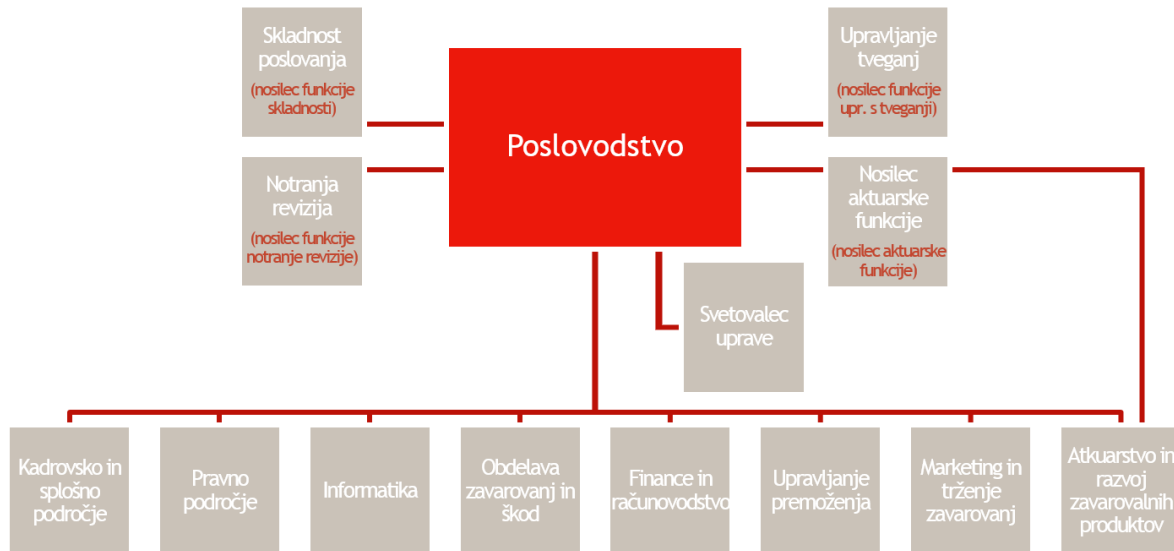 Skladnost
poslovanja
(nosilec funkcije
skladnosti)
Poslovodstvo
Upravljanje
tveganj
(nosilec funkcije
upr. s tveganji)
Notranja
revizija
(nosilec funkcije
notranje revizije)
Nosilec
aktuarske
funkcije
(nosilec aktuarske
funkcije)
Svetovalec
uprave
Kadrovsko in
splošno
področje
Pravno
področje
Informatika
Obdelava
zavarovanj in
škod
Finance in
računovodstvo
Upravljanje
premoženja
Marketing in
trženje
zavarovanj
Atkuarstvo in
razvoj
zavarovalnih
produktov